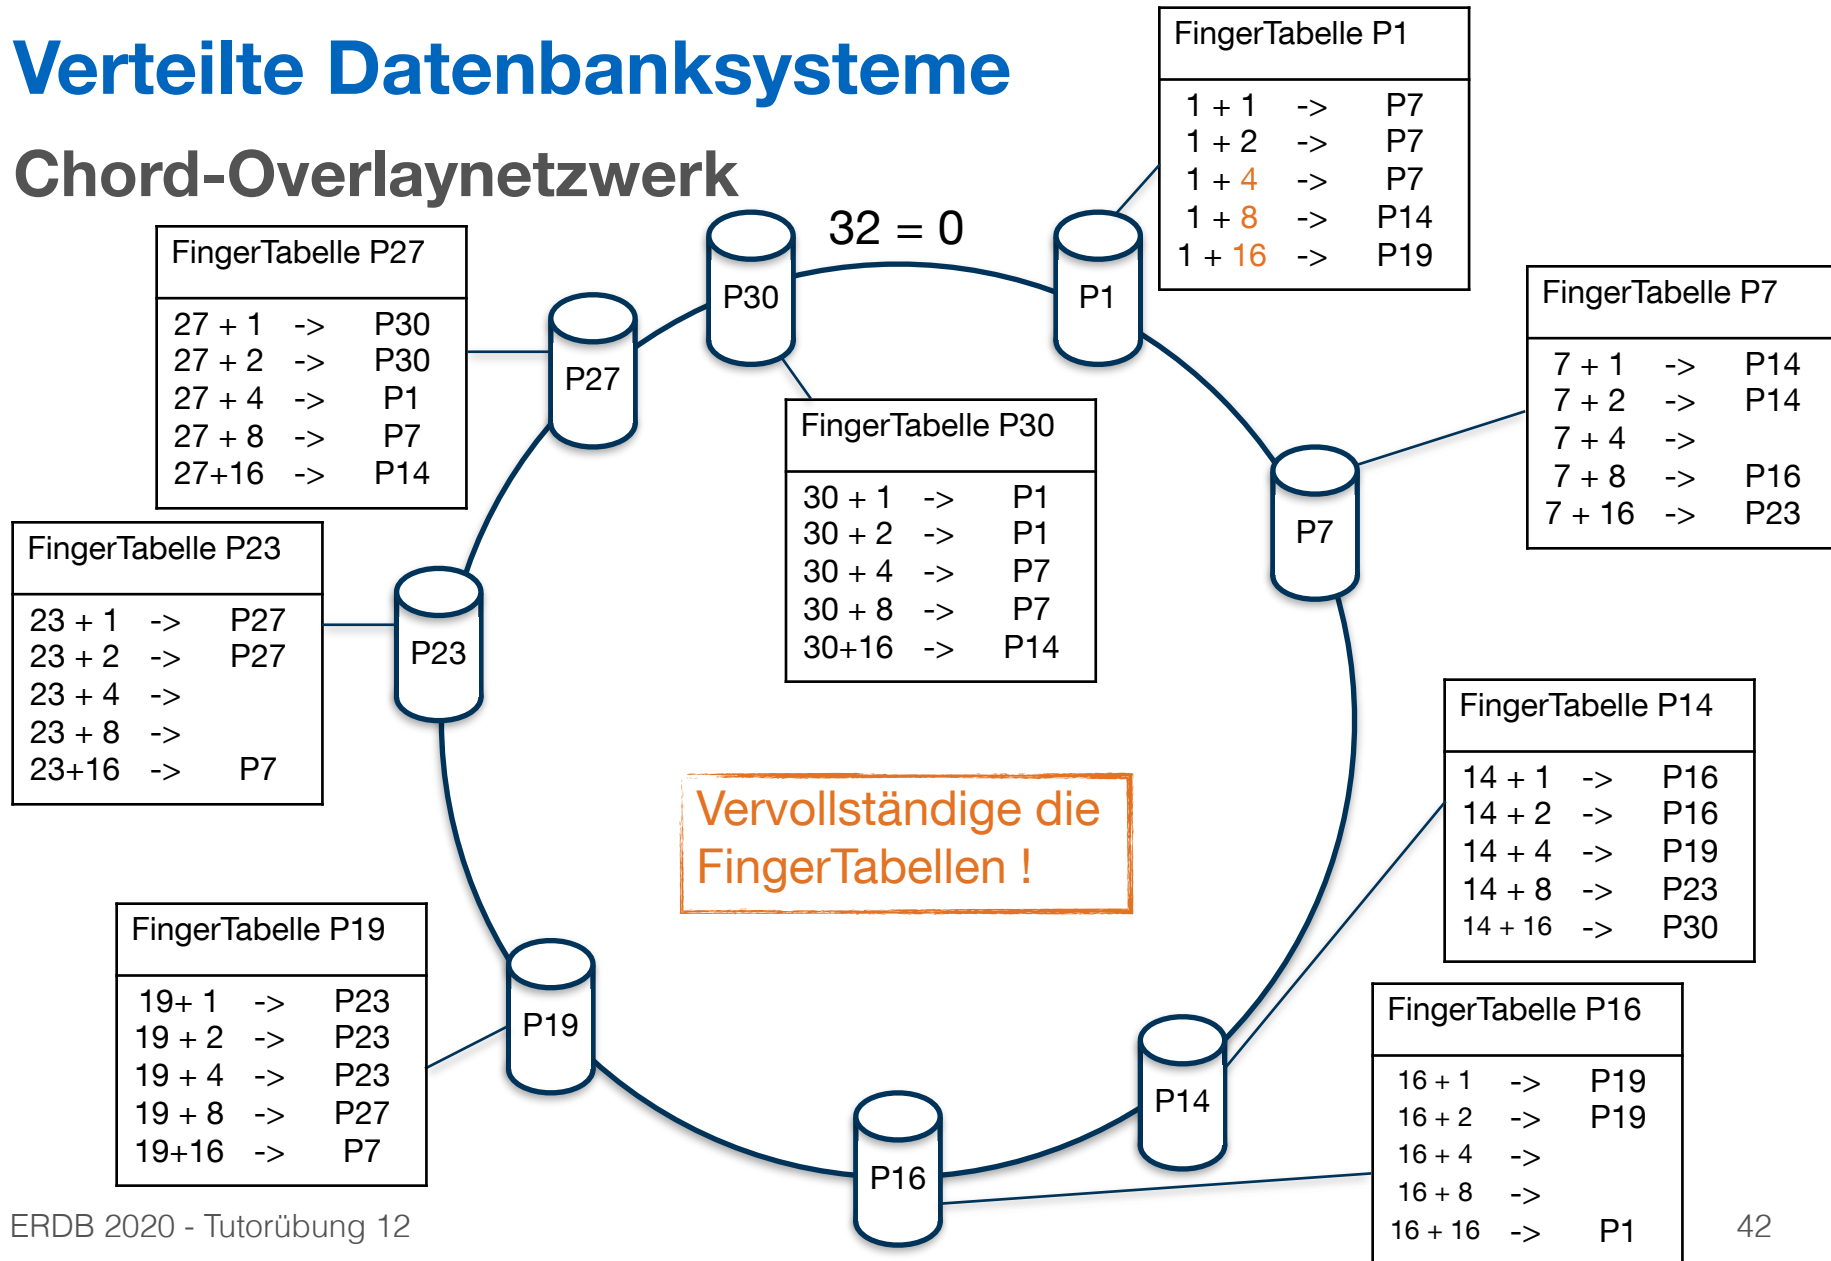 Verteilte Datenbanksysteme
Chord-Overlaynetzwerk
32 = 0
FingerTabelle P1
1 + 1 -> P7
1 + 2 -> P7
1 + 4 -> P7
1 + 8 -> P14
1 + 16 -> P19
FingerTabelle P27
27 + 1 -> P30
27 + 2 -> P30
27 + 4 -> P1
27 + 8 -> P7
27+16 -> P14
P30
P1
P27
FingerTabelle P7
7 + 1 -> P14
7 + 2 -> P14
7 + 4 ->
7 + 8 -> P16
7 + 16 -> P23
FingerTabelle P30
30 + 1 -> P1
30 + 2 -> P1
30 + 4 -> P7
30 + 8 -> P7
30+16 -> P14
P7
FingerTabelle P23
23 + 1 -> P27
23 + 2 -> P27
23 + 4 ->
23 + 8 ->
23+16 -> P7
P23
FingerTabelle P14
14 + 1 -> P16
14 + 2 -> P16
14 + 4 -> P19
14 + 8 -> P23
14 + 16 -> P30
Vervollständige die
FingerTabellen !
FingerTabelle P19
19+ 1 -> P23
19 + 2 -> P23
19 + 4 -> P23
19 + 8 -> P27
19+16 -> P7
P19
P14
P16
FingerTabelle P16
16 + 1 -> P19
16 + 2 -> P19
16 + 4 ->
16 + 8 ->
16 + 16 -> P1
ERDB 2020 - Tutorübung 12
42